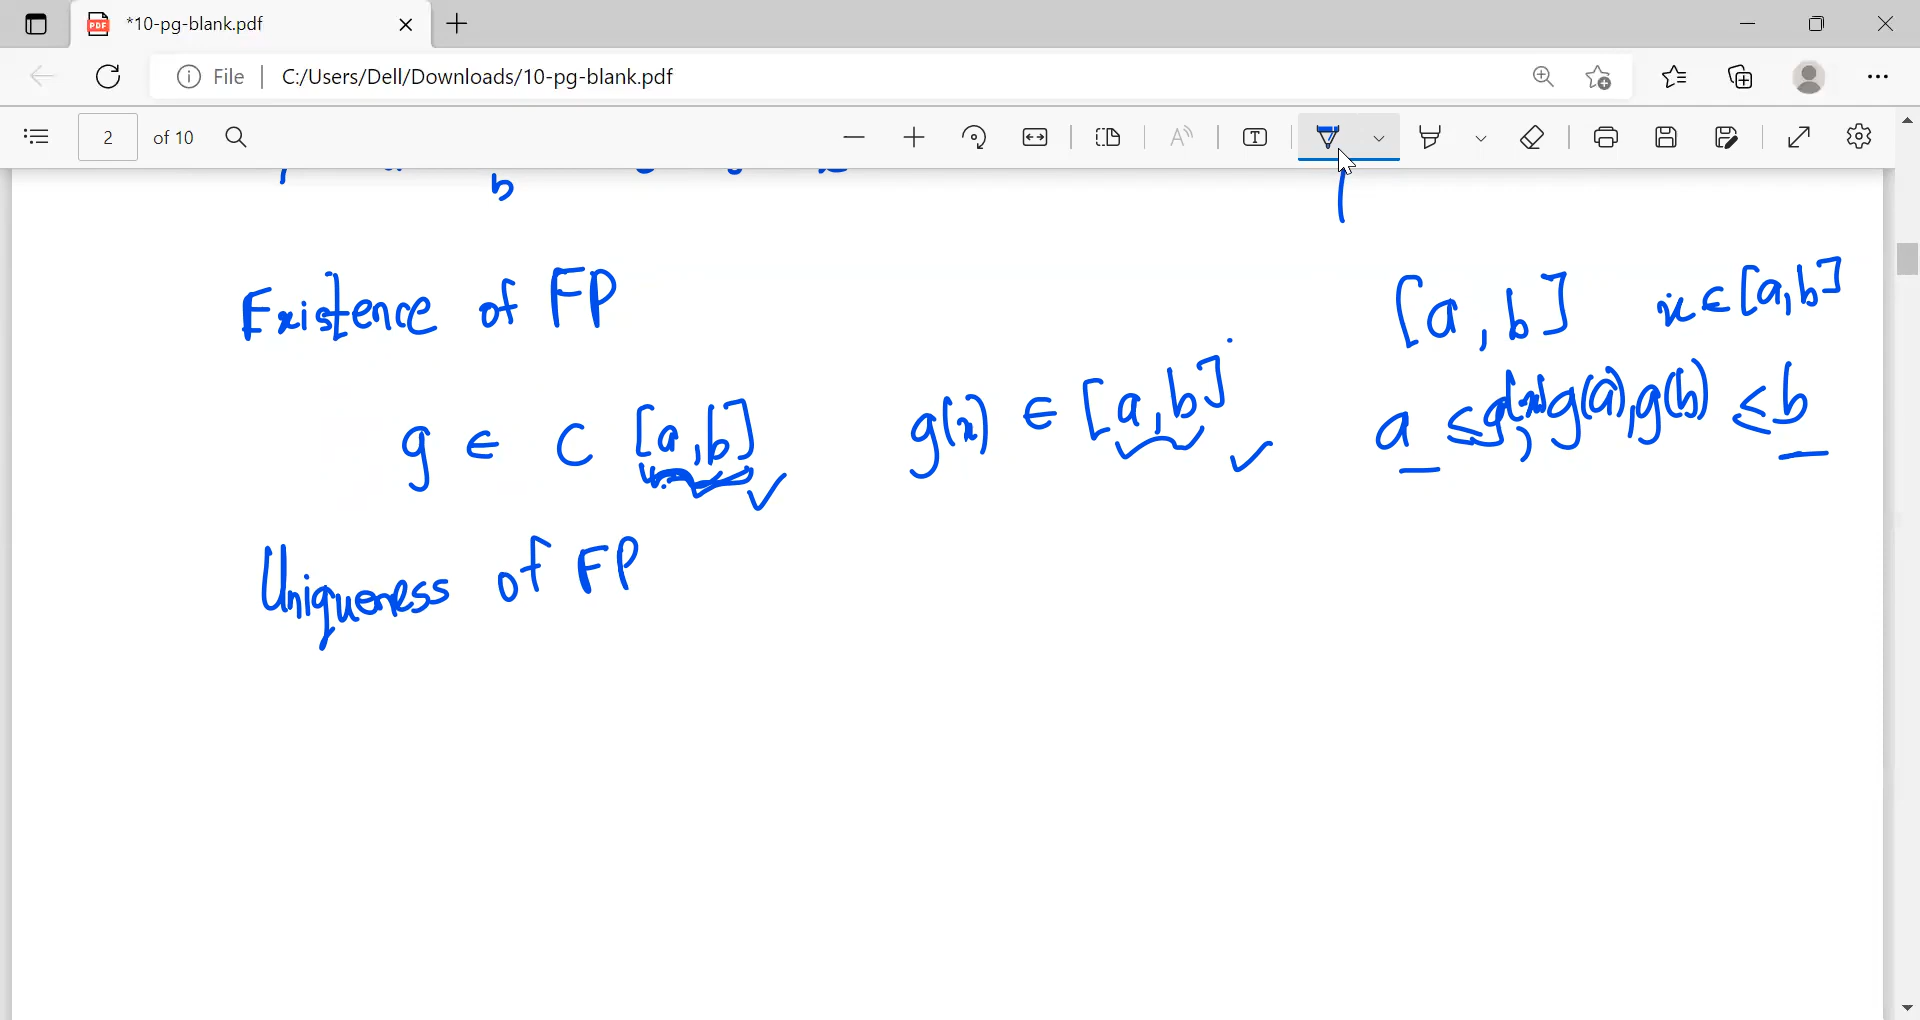 *10-pg-blank.pdf
File C:/Users/Dell/Downloads/10-pg-blank.pdf
2 of 10
b
Existence of FP
[a, b] x ∈ [a, b]
g ∈ C [a, b] g(x) ∈ [a, b] a ≤ g(x), g(a), g(b) ≤ b
Uniqueness of FP